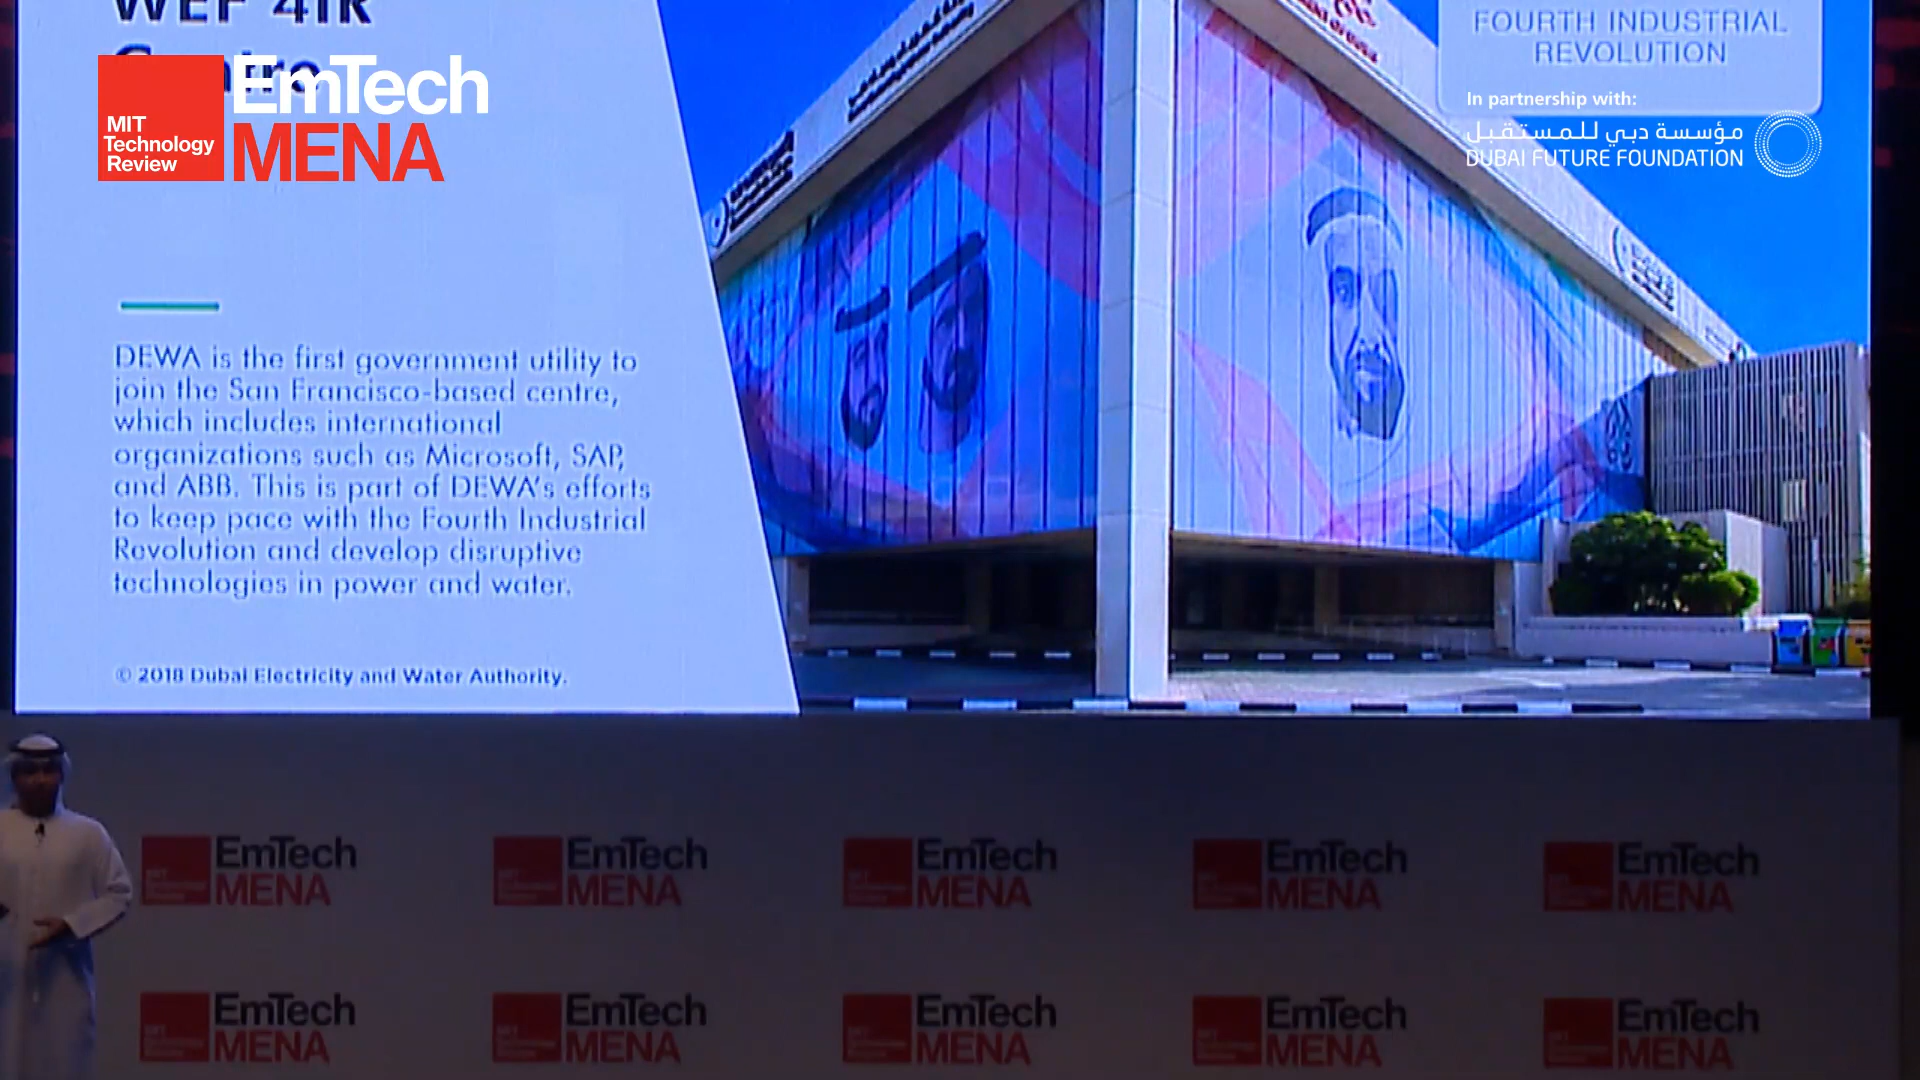 WEF 4IR
Centre
MIT
Technology
Review
EmTech
MENA
FOURTH INDUSTRIAL
REVOLUTION
In partnership with:
مؤسسة دبي للمستقبل
DUBAI FUTURE FOUNDATION
DEWA is the first government utility to
join the San Francisco-based centre,
which includes international
organizations such as Microsoft, SAP,
and ABB. This is part of DEWA's efforts
to keep pace with the Fourth Industrial
Revolution and develop disruptive
technologies in power and water.
© 2018 Dubai Electricity and Water Authority.
EmTech
MENA
EmTech
MENA
EmTech
MENA
EmTech
MENA
EmTech
MENA
EmTech
MENA
EmTech
MENA
EmTech
MENA
EmTech
MENA
EmTech
MENA